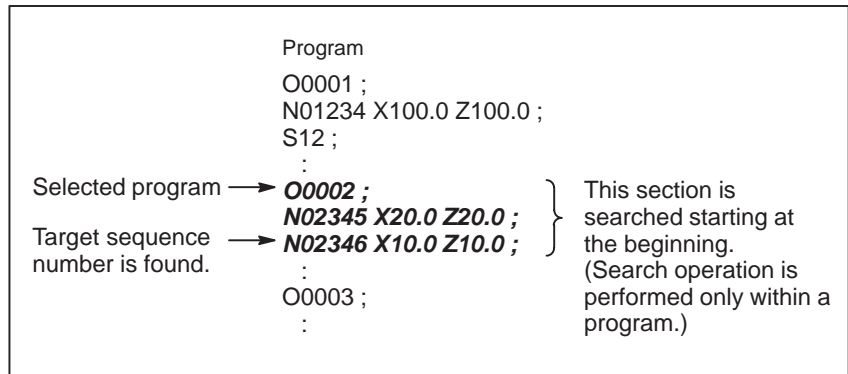 Program
O0001 ;
N01234 X100.0 Z100.0 ;
S12 ;
:
Selected program
O0002 ;
N02345 X20.0 Z20.0 ;
Target sequence
number is found.
N02346 X10.0 Z10.0 ;
:
O0003 ;
:
This section is
searched starting at
the beginning.
(Search operation is
performed only within a
program.)